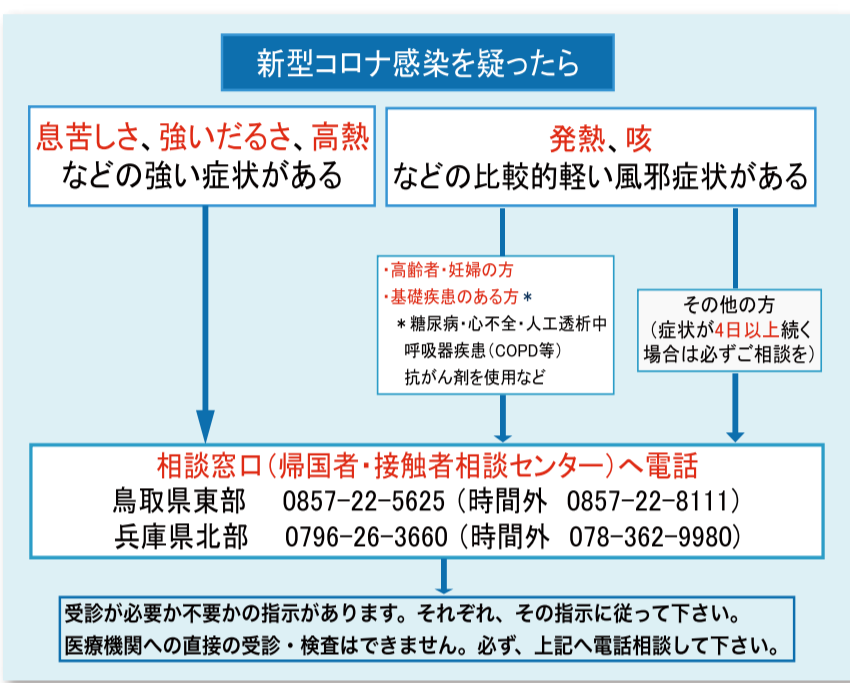 新型コロナ感染を疑ったら
息苦しさ、強いだるさ、高熱
などの強い症状がある
発熱、咳
などの比較的軽い風邪症状がある
・高齢者・妊婦の方
・基礎疾患のある方*
*糖尿病・心不全・人工透析中
呼吸器疾患(COPD等)
抗がん剤を使用など
その他の方
(症状が4日以上続く
場合は必ずご相談を)
相談窓口(帰国者・接触者相談センター)へ電話
鳥取県東部 0857-22-5625(時間外 0857-22-8111)
兵庫県北部 0796-26-3660(時間外 078-362-9980)
受診が必要か不要かの指示があります。それぞれ、その指示に従って下さい。
医療機関への直接の受診・検査はできません。必ず、上記へ電話相談して下さい。